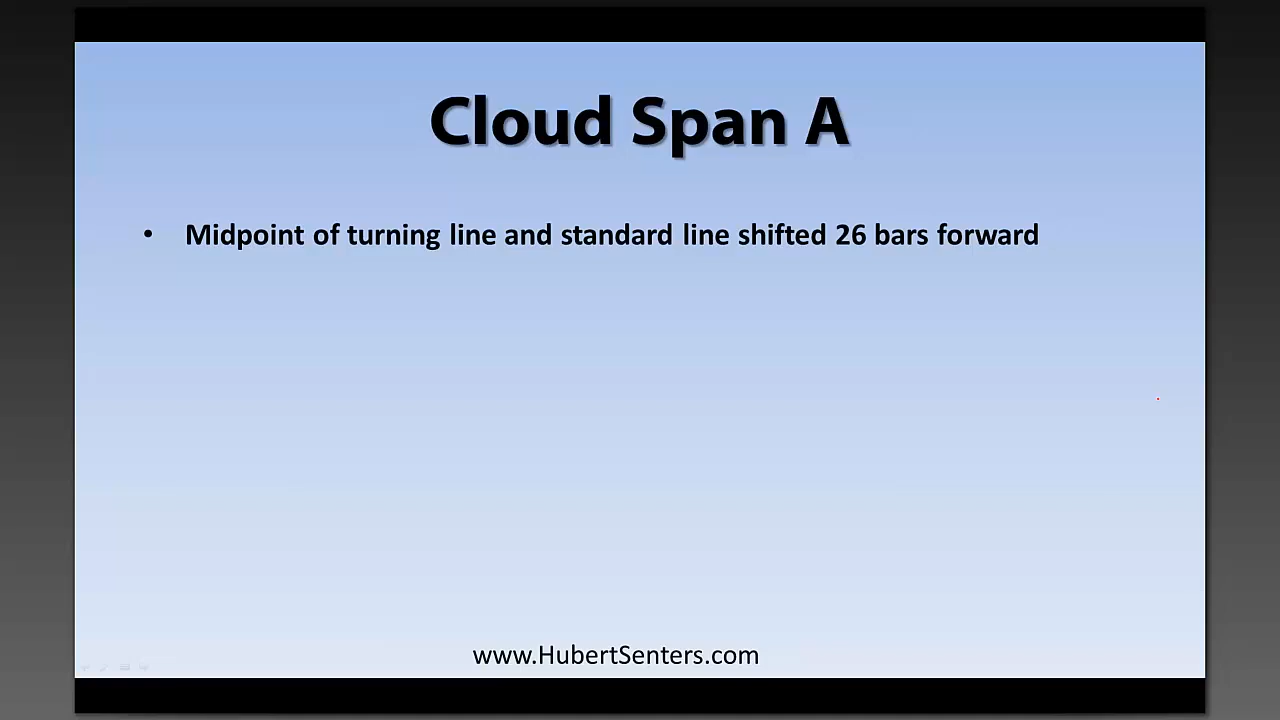 Cloud Span A
• Midpoint of turning line and standard line shifted 26 bars forward
www.HubertSenters.com